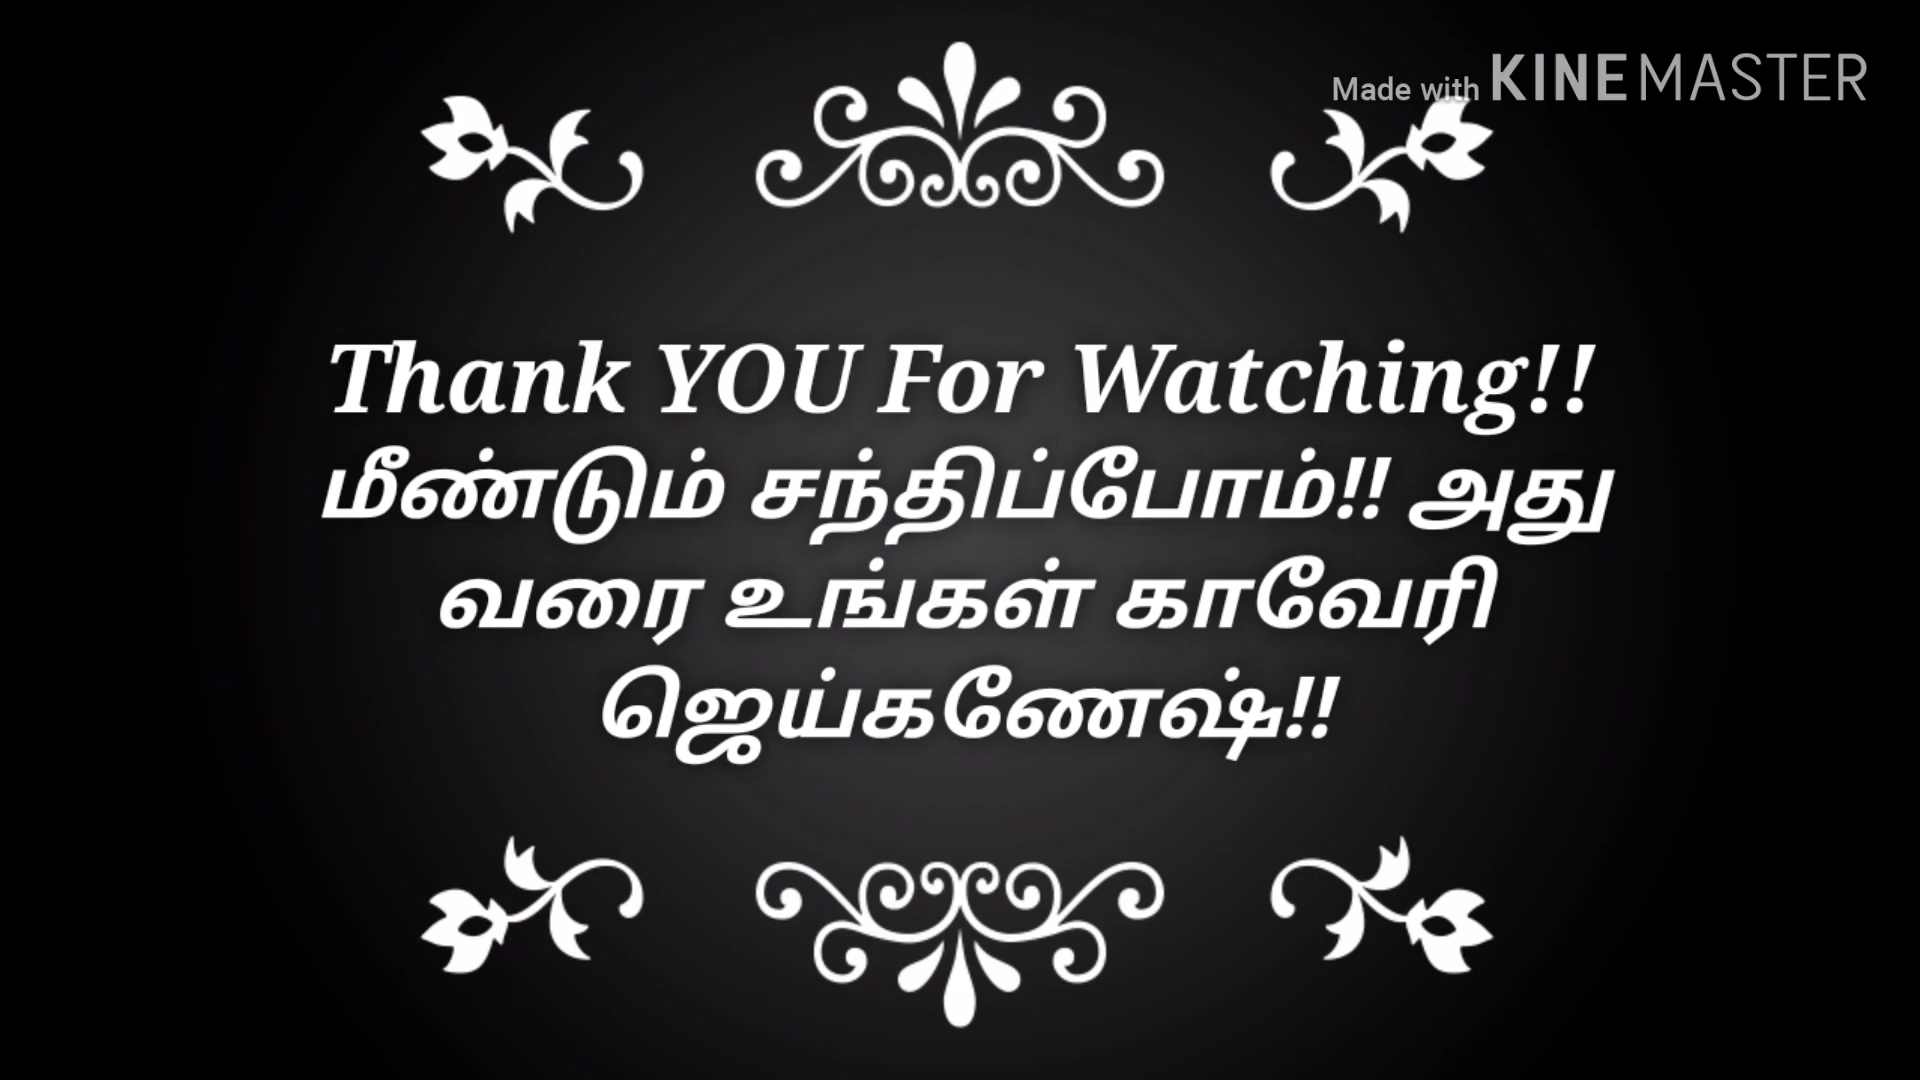 Made with KINEMASTER
Thank YOU For Watching!!
மீண்டும் சந்திப்போம்!! அது
வரை உங்கள் காவேரி
ஜெய்கணேஷ்!!